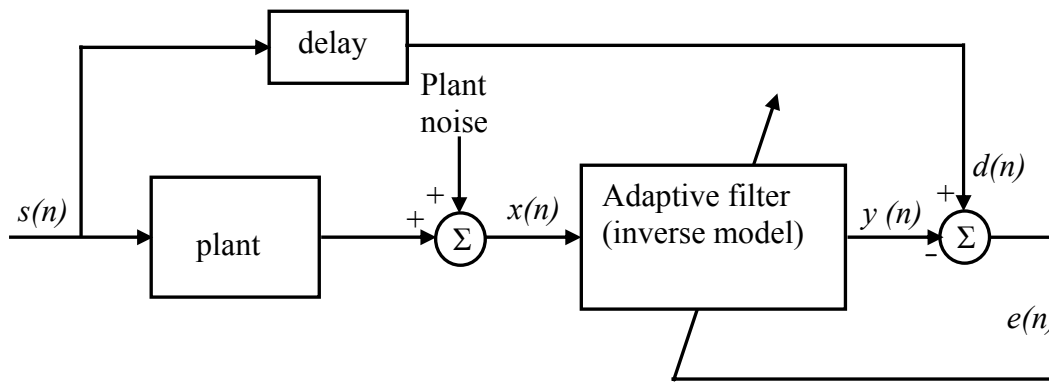 delay
Plant
noise
d(n)
s(n)
plant
+
+
Σ
x(n)
Adaptive filter
(inverse model)
y (n)
+
-
Σ
e(n)